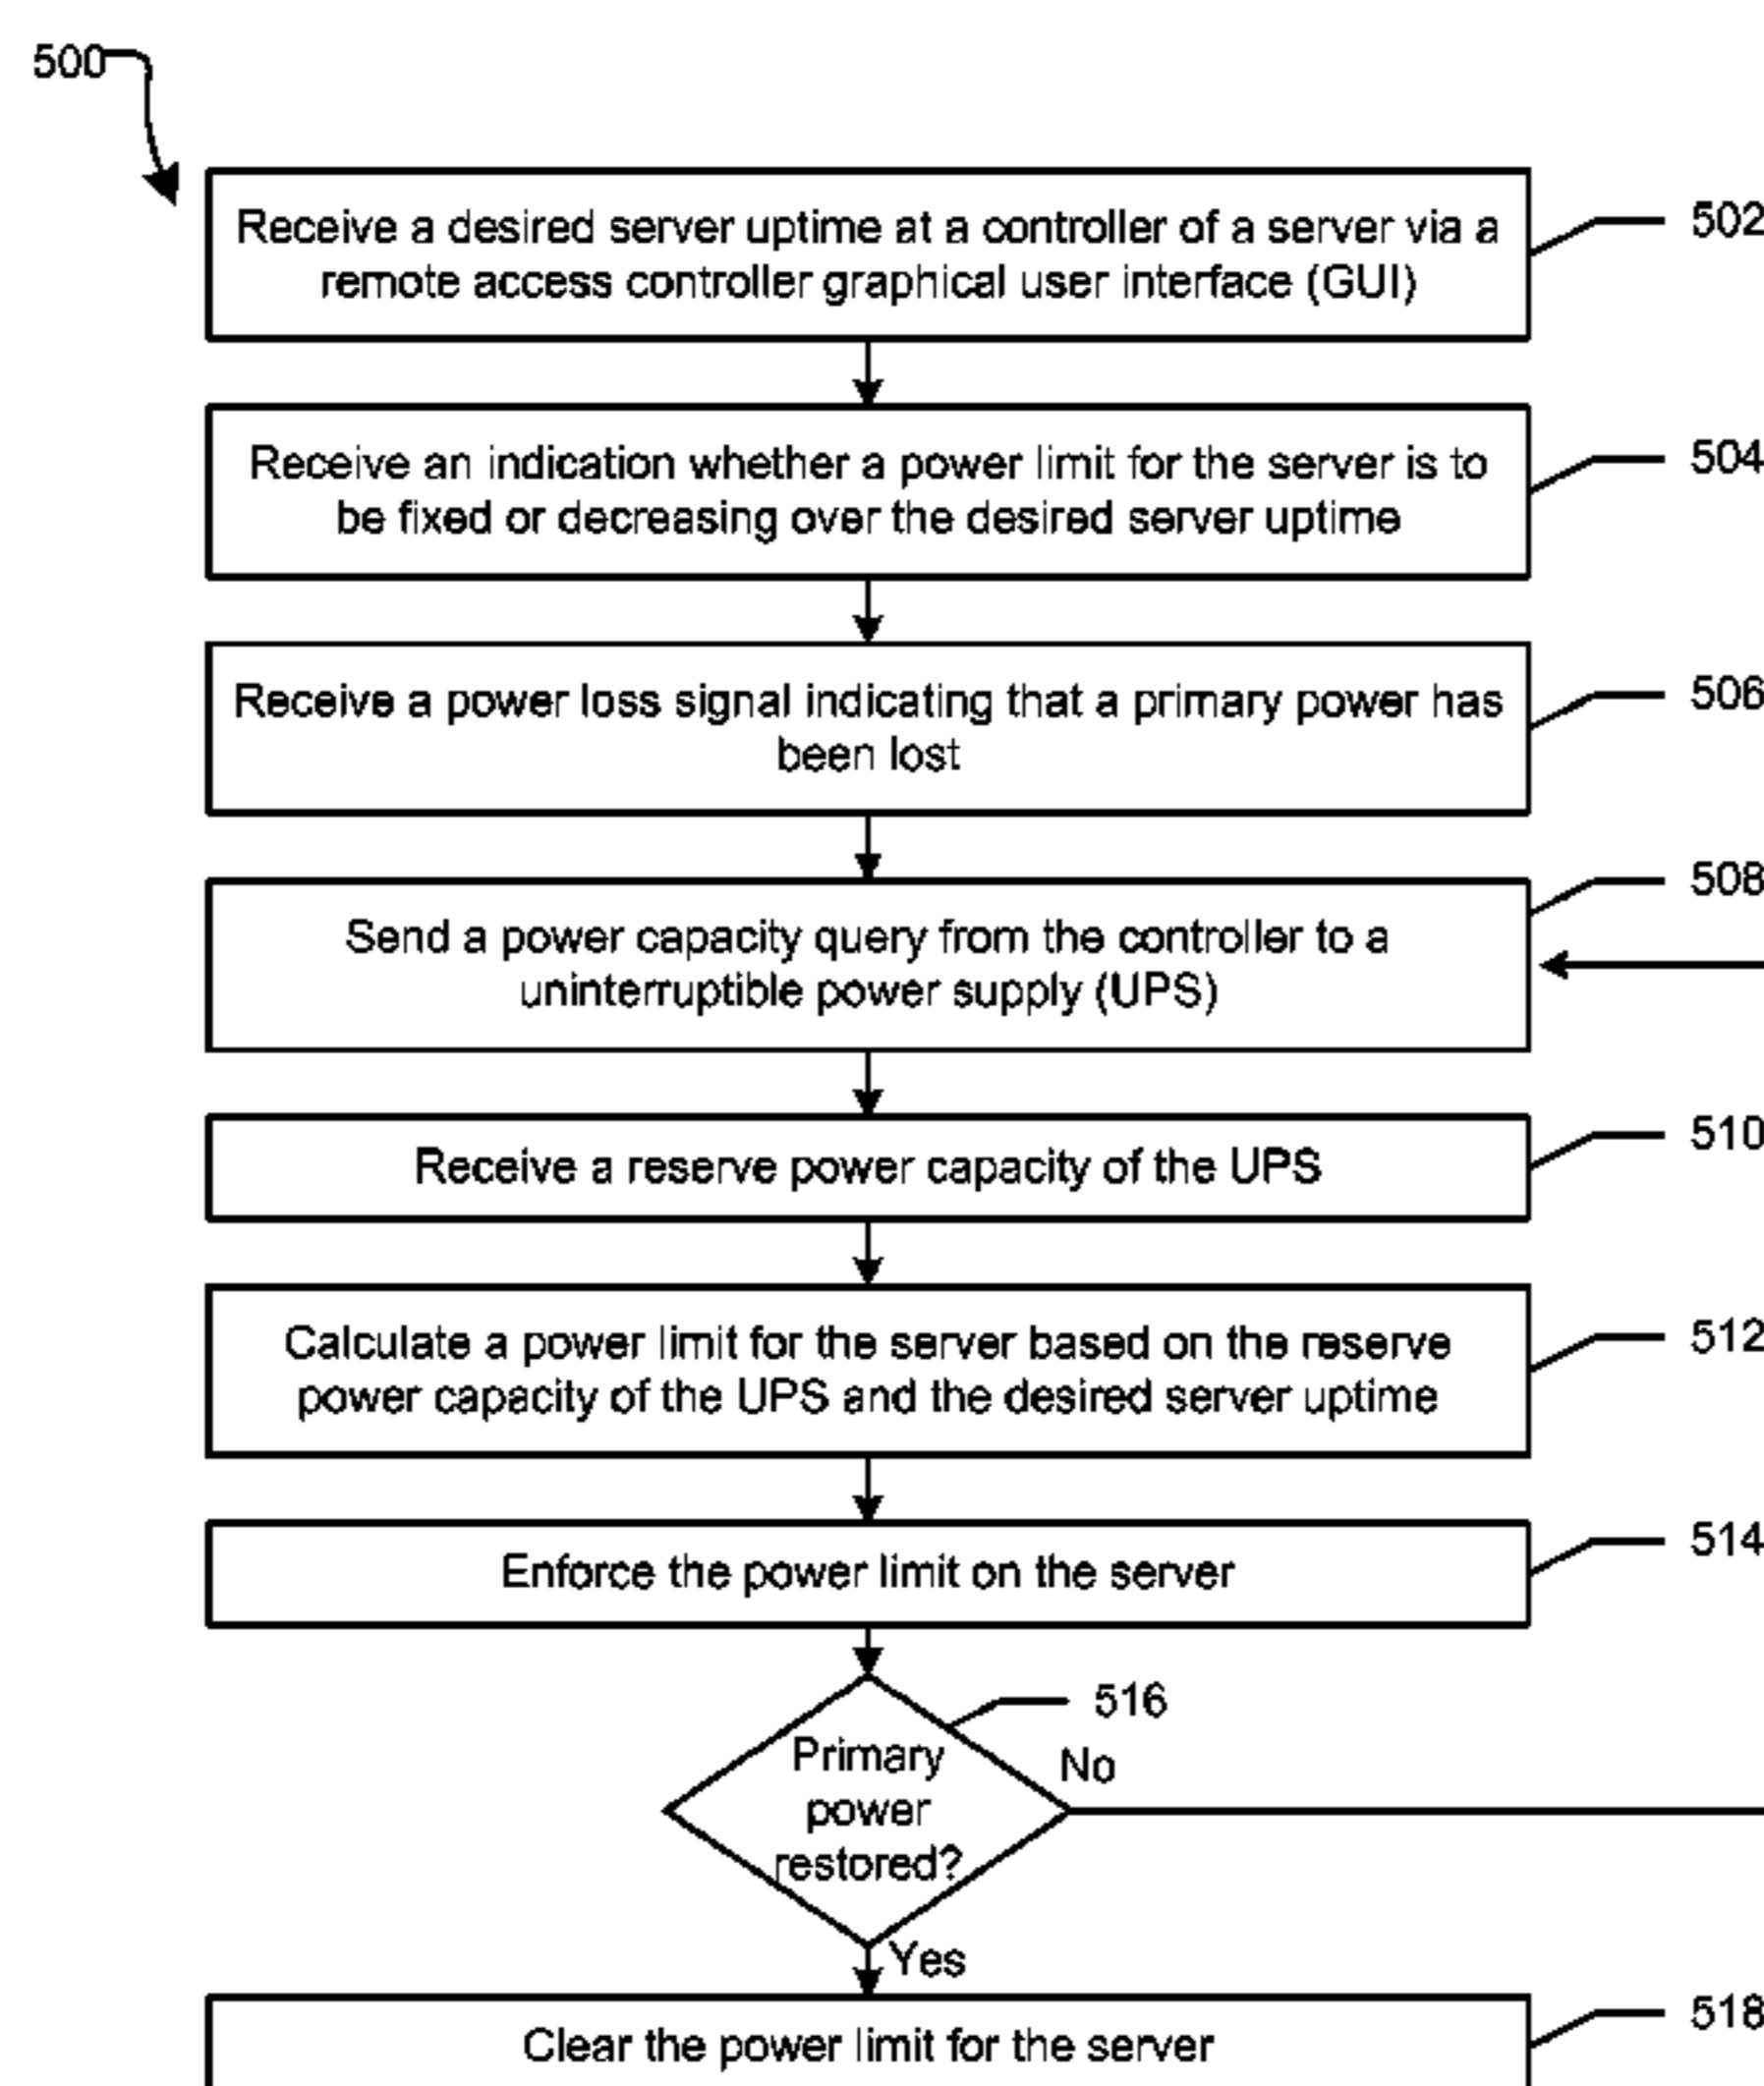 500
Receive a desired server uptime at a controller of a server via a
remote access controller graphical user interface (GUI)
502
Receive an indication whether a power limit for the server is to
be fixed or decreasing over the desired server uptime
504
Receive a power loss signal indicating that a primary power has
been lost
506
Send a power capacity query from the controller to a
uninterruptible power supply (UPS)
508
Receive a reserve power capacity of the UPS
510
Calculate a power limit for the server based on the reserve
power capacity of the UPS and the desired server uptime
512
Enforce the power limit on the server
514
516
Primary
power
restored?
No
Yes
Clear the power limit for the server
518